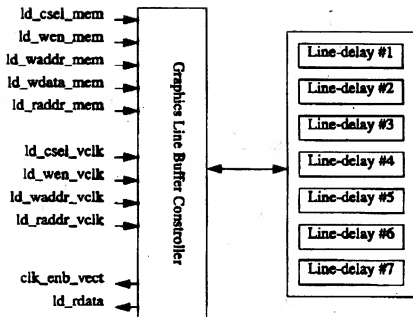 ld_csel_mem
ld_wen_mem
ld_waddr_mem
ld_wdata_mem
ld_raddr_mem
ld_csel_vclk
ld_wen_vclk
ld_waddr_vclk
ld_raddr_vclk
clk_enb_vect
ld_rdata
Graphics Line Buffer Constroller
Line-delay #1
Line-delay #2
Line-delay #3
Line-delay #4
Line-delay #5
Line-delay #6
Line-delay #7